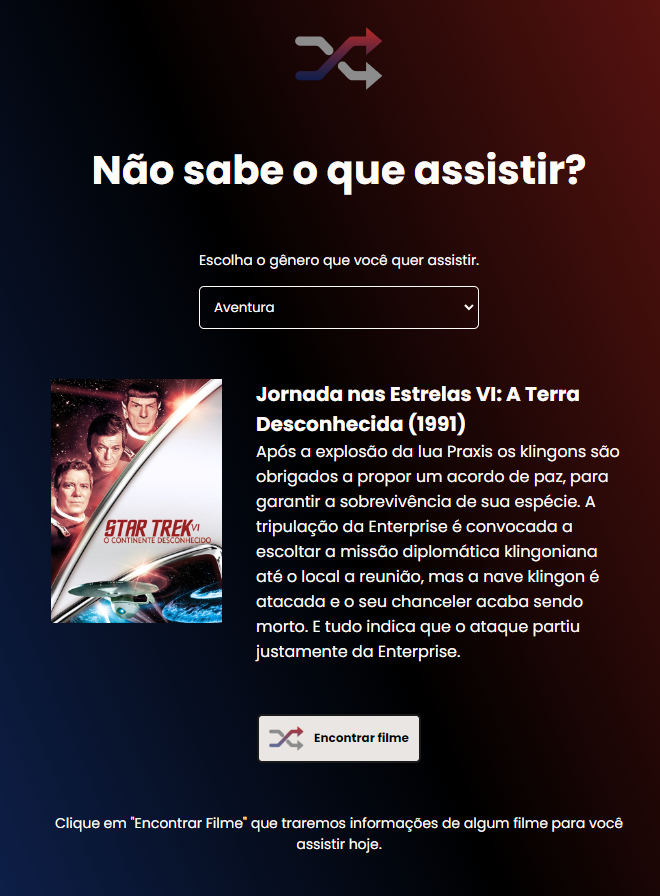 Não sabe o que assistir?
Escolha o gênero que você quer assistir.
Aventura
STAR TREK VI
O CONTINENTE DESCONHECIDO
Jornada nas Estrelas VI: A Terra
Desconhecida (1991)
Após a explosão da lua Praxis os klingons são
obrigados a propor um acordo de paz, para
garantir a sobrevivência de sua espécie. A
tripulação da Enterprise é convocada a
escoltar a missão diplomática klingoniana
até o local a reunião, mas a nave klingon é
atacada e o seu chanceler acaba sendo
morto. E tudo indica que o ataque partiu
justamente da Enterprise.
Encontrar filme
Clique em "Encontrar Filme" que traremos informações de algum filme para você
assistir hoje.